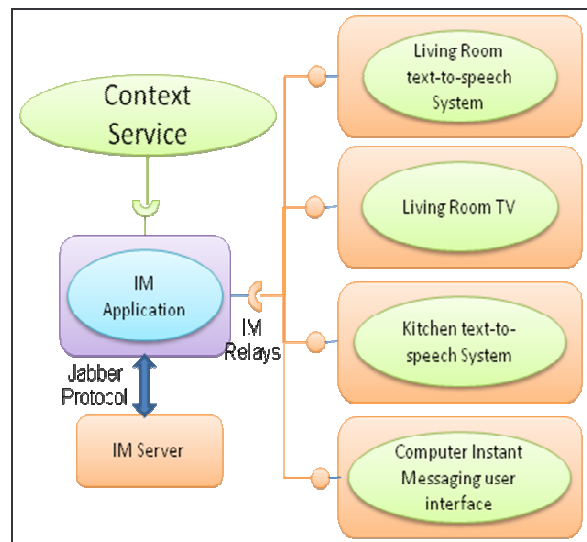 Context
Service
IM
Application
IM
Relays
Jabber
Protocol
IM Server
Living Room
text-to-speech
System
Living Room TV
Kitchen text-to-
speech System
Computer Instant
Messaging user
interface